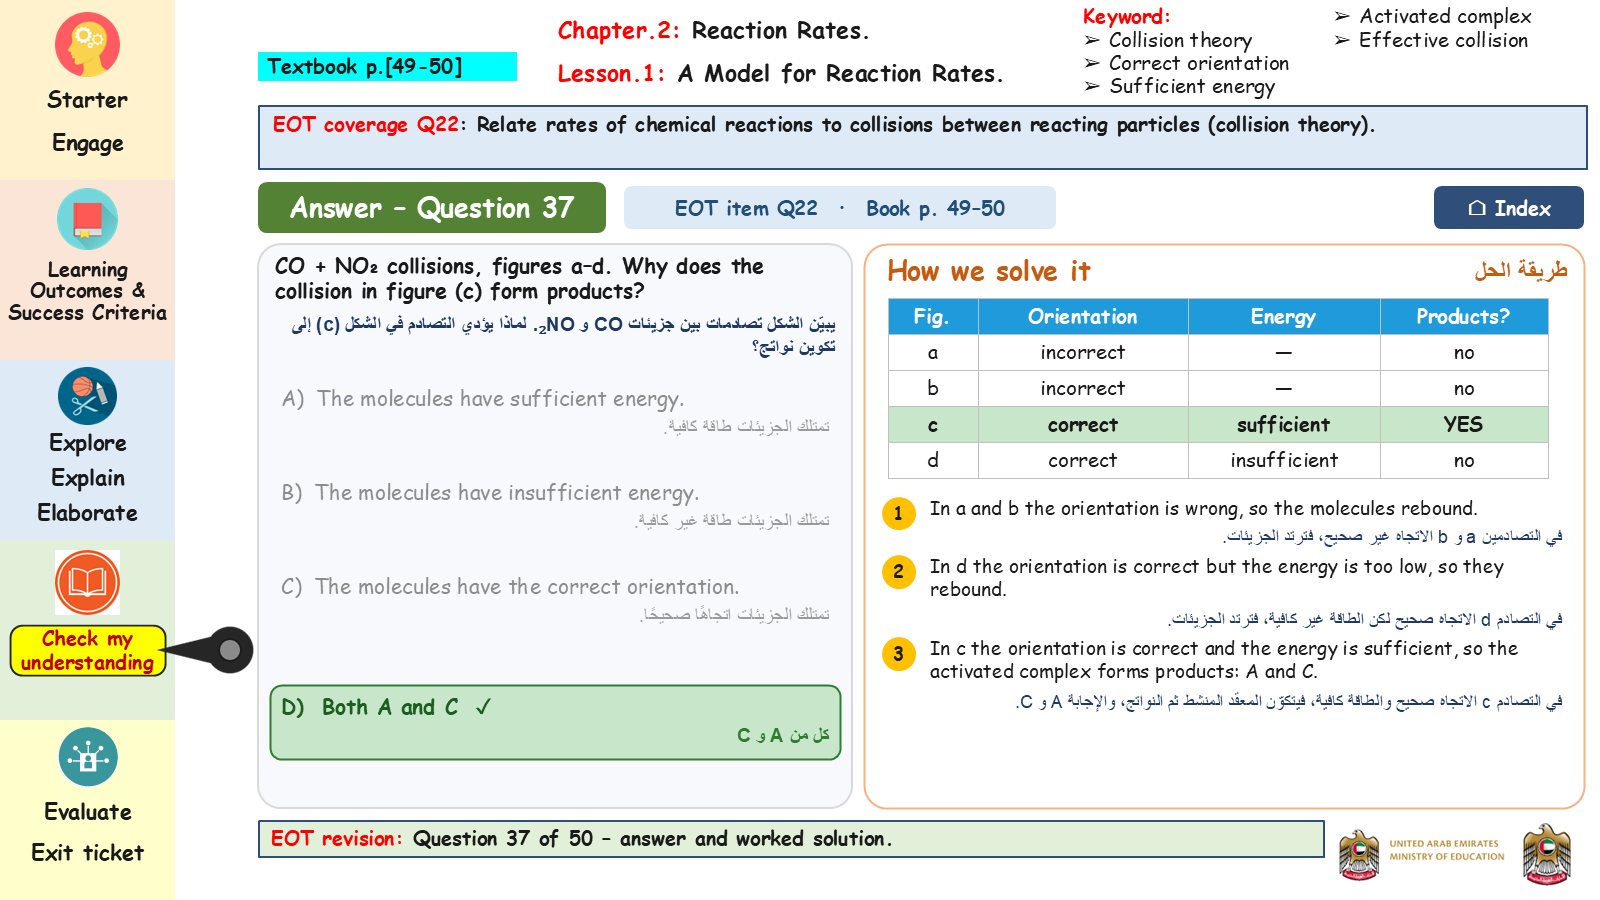 Starter
Engage
Learning
Outcomes &
Success Criteria
Explore
Explain
Elaborate
Check my
understanding
Evaluate
Exit ticket
Textbook p.[49-50]
Chapter.2: Reaction Rates.
Lesson.1: A Model for Reaction Rates.
Keyword:
➢ Collision theory
➢ Correct orientation
➢ Sufficient energy
➢ Activated complex
➢ Effective collision
EOT coverage Q22: Relate rates of chemical reactions to collisions between reacting particles (collision theory).
Answer – Question 37
EOT item Q22 · Book p. 49–50
⌂ Index
CO + NO₂ collisions, figures a–d. Why does the
collision in figure (c) form products?
يبيّن الشكل تصادمات بين جزيئات CO و NO₂. لماذا يؤدي التصادم في الشكل (c) إلى
تكوين نواتج؟
A) The molecules have sufficient energy.
تمتلك الجزيئات طاقة كافية.
B) The molecules have insufficient energy.
تمتلك الجزيئات طاقة غير كافية.
C) The molecules have the correct orientation.
تمتلك الجزيئات اتجاهًا صحيحًا.
D) Both A and C ✓
كل من A و C
How we solve it
طريقة الحل
Fig. Orientation Energy Products?
a incorrect — no
b incorrect — no
c correct sufficient YES
d correct insufficient no
1 In a and b the orientation is wrong, so the molecules rebound.
في التصادمين a و b الاتجاه غير صحيح، فترتد الجزيئات.
2 In d the orientation is correct but the energy is too low, so they
rebound.
في التصادم d الاتجاه صحيح لكن الطاقة غير كافية، فترتد الجزيئات.
3 In c the orientation is correct and the energy is sufficient, so the
activated complex forms products: A and C.
في التصادم c الاتجاه صحيح والطاقة كافية، فيتكوّن المعقّد المنشط ثم النواتج، والإجابة A و C.
EOT revision: Question 37 of 50 – answer and worked solution.
UNITED ARAB EMIRATES
MINISTRY OF EDUCATION